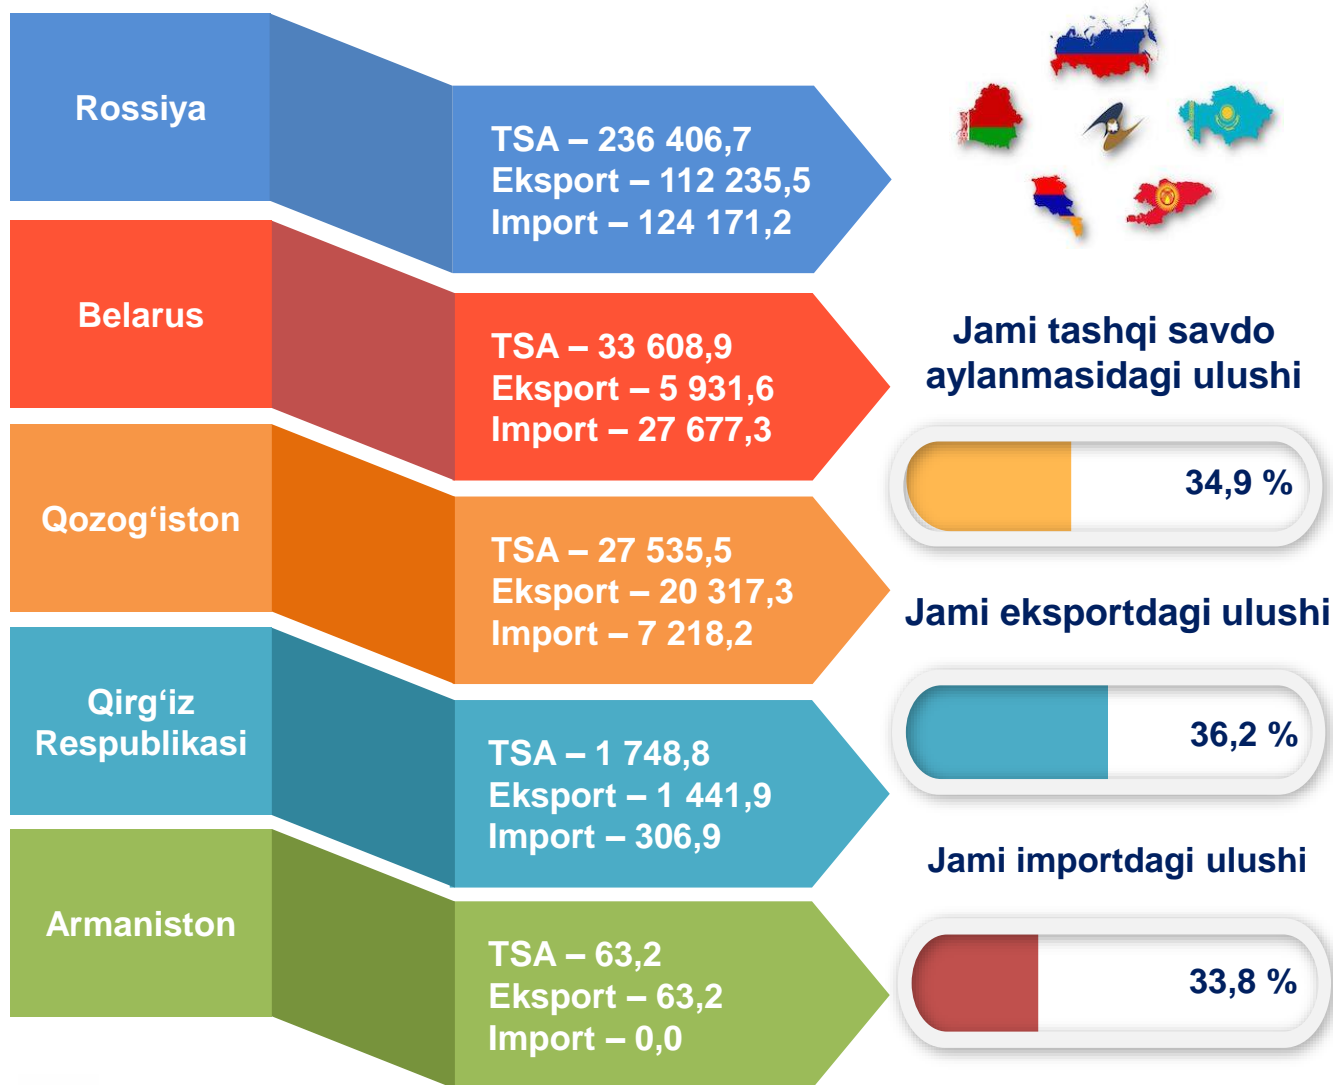 Rossiya
TSA – 236 406,7
Eksport – 112 235,5
Import – 124 171,2
Belarus
TSA – 33 608,9
Eksport – 5 931,6
Import – 27 677,3
Qozog‘iston
TSA – 27 535,5
Eksport – 20 317,3
Import – 7 218,2
Qirg‘iz
Respublikasi
TSA – 1 748,8
Eksport – 1 441,9
Import – 306,9
Armaniston
TSA – 63,2
Eksport – 63,2
Import – 0,0
Jami tashqi savdo
aylanmasidagi ulushi
34,9 %
Jami eksportdagi ulushi
36,2 %
Jami importdagi ulushi
33,8 %